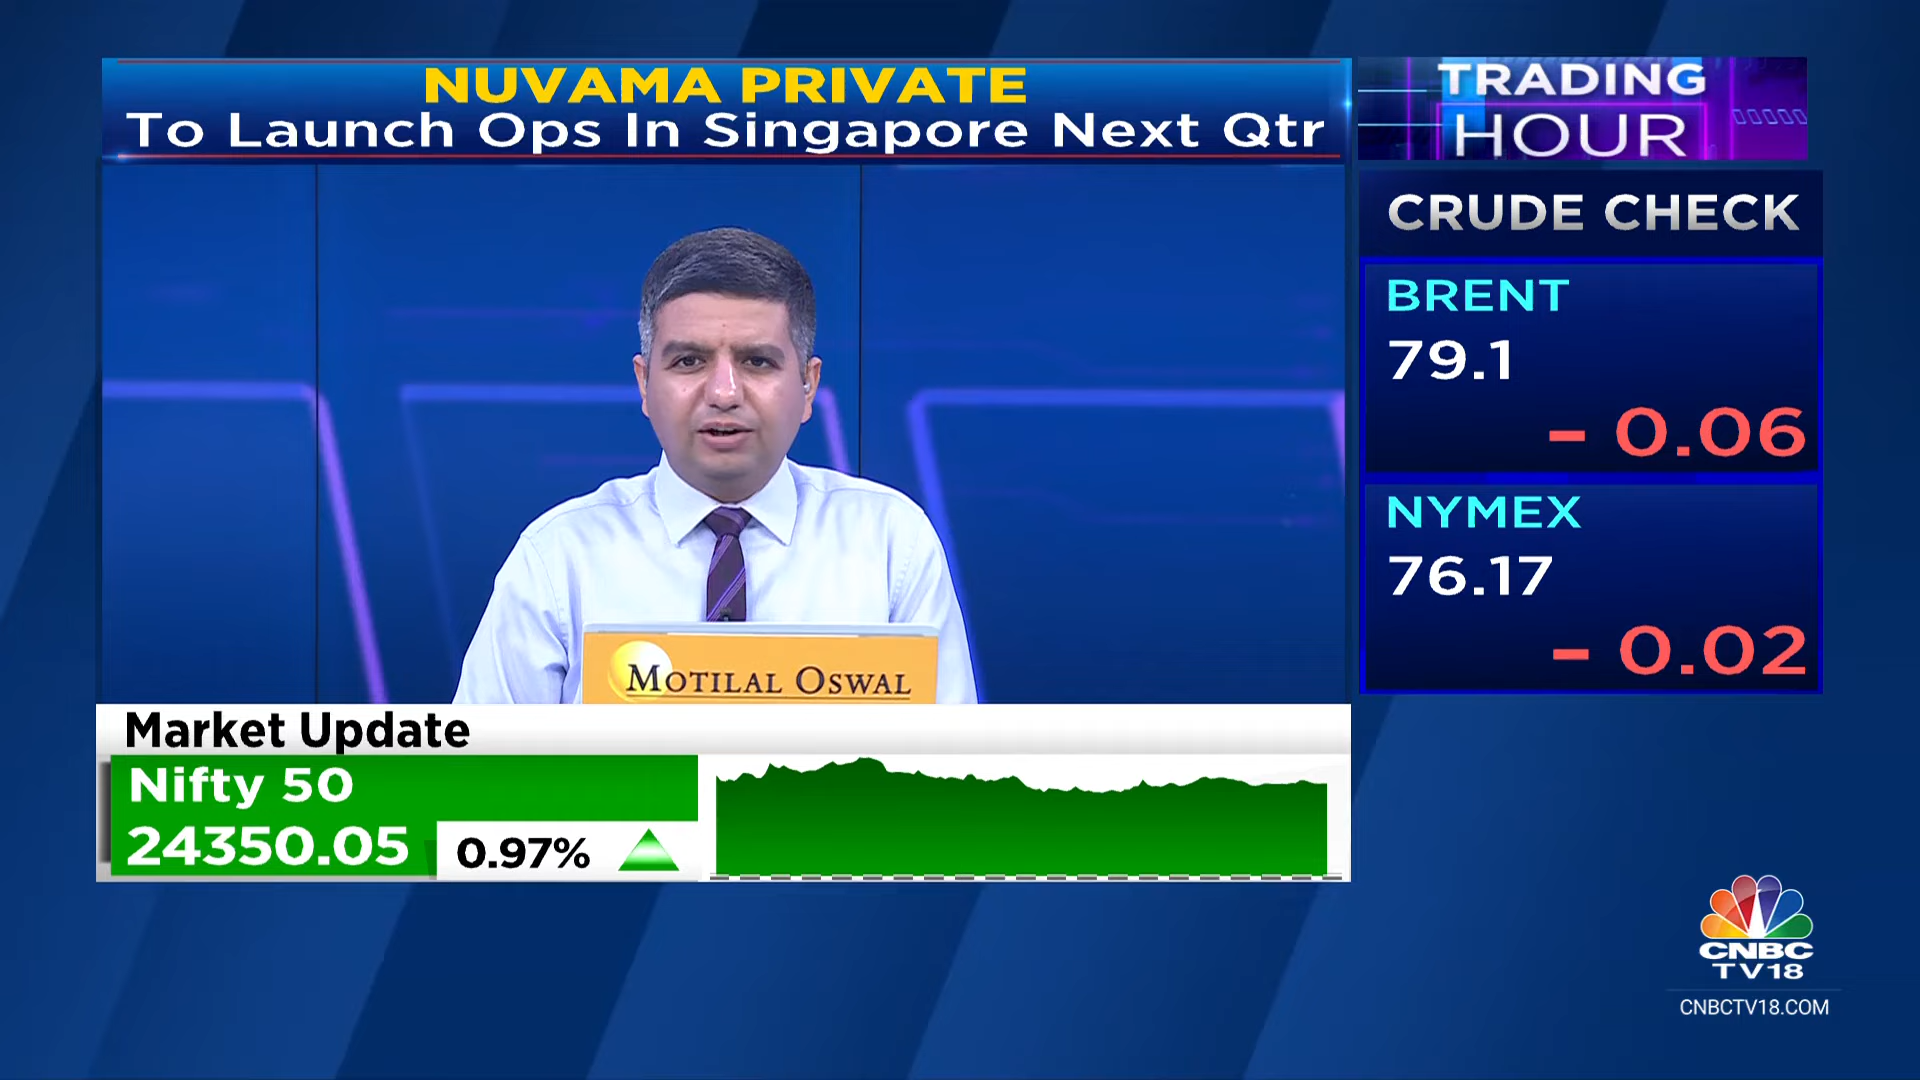 NUVAMA PRIVATE
To Launch Ops In Singapore Next Qtr
TRADING
HOUR
CRUDE CHECK
BRENT
79.1
- 0.06
NYMEX
76.17
- 0.02
MOTILAL OSWAL
Market Update
Nifty 50
24350.05
0.97%
CNBC
TV18
CNBCTV18.COM